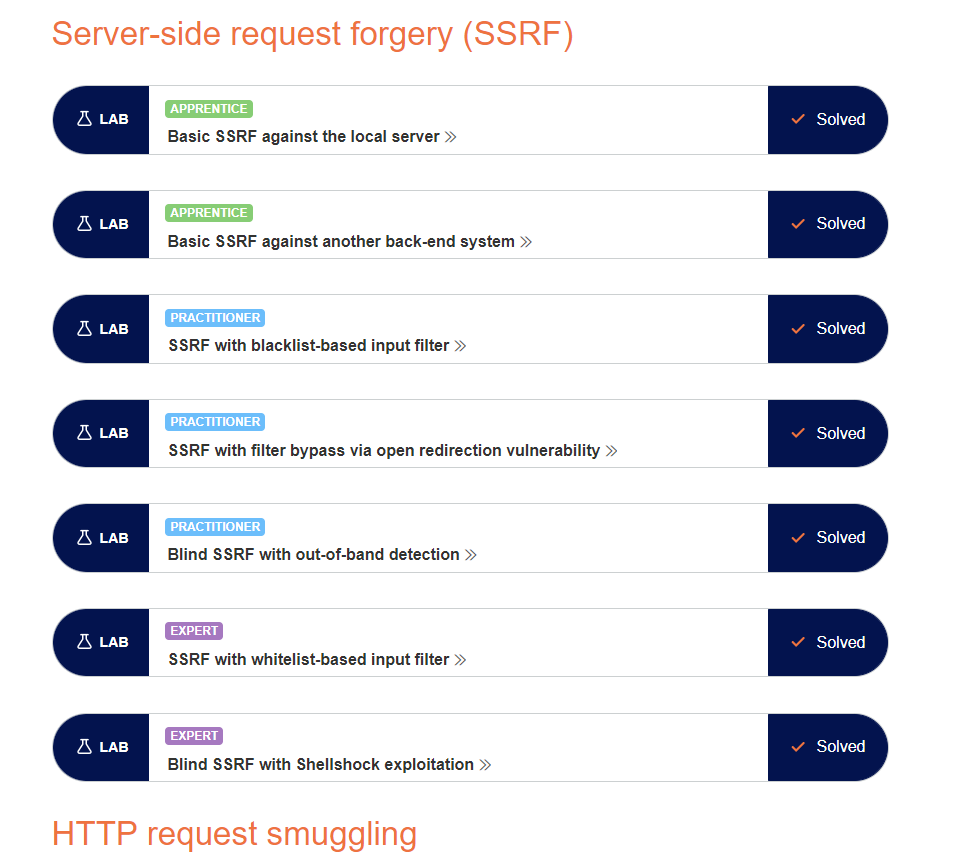 Server-side request forgery (SSRF)
LAB
APPRENTICE
Basic SSRF against the local server
Solved
LAB
APPRENTICE
Basic SSRF against another back-end system
Solved
LAB
PRACTITIONER
SSRF with blacklist-based input filter
Solved
LAB
PRACTITIONER
SSRF with filter bypass via open redirection vulnerability
Solved
LAB
PRACTITIONER
Blind SSRF with out-of-band detection
Solved
LAB
EXPERT
SSRF with whitelist-based input filter
Solved
LAB
EXPERT
Blind SSRF with Shellshock exploitation
Solved
HTTP request smuggling